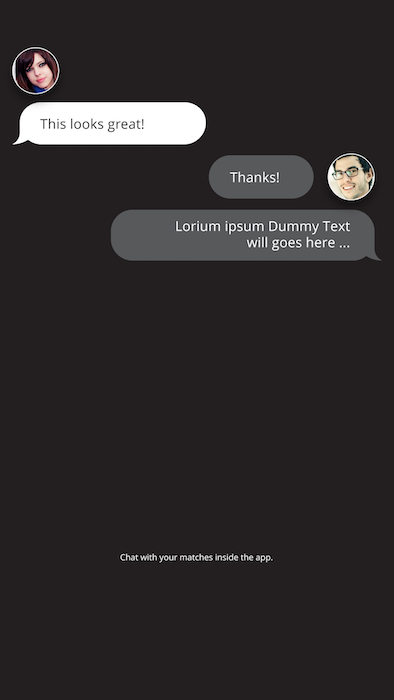 This looks great!
Thanks!
Lorium ipsum Dummy Text
will goes here ...
Chat with your matches inside the app.